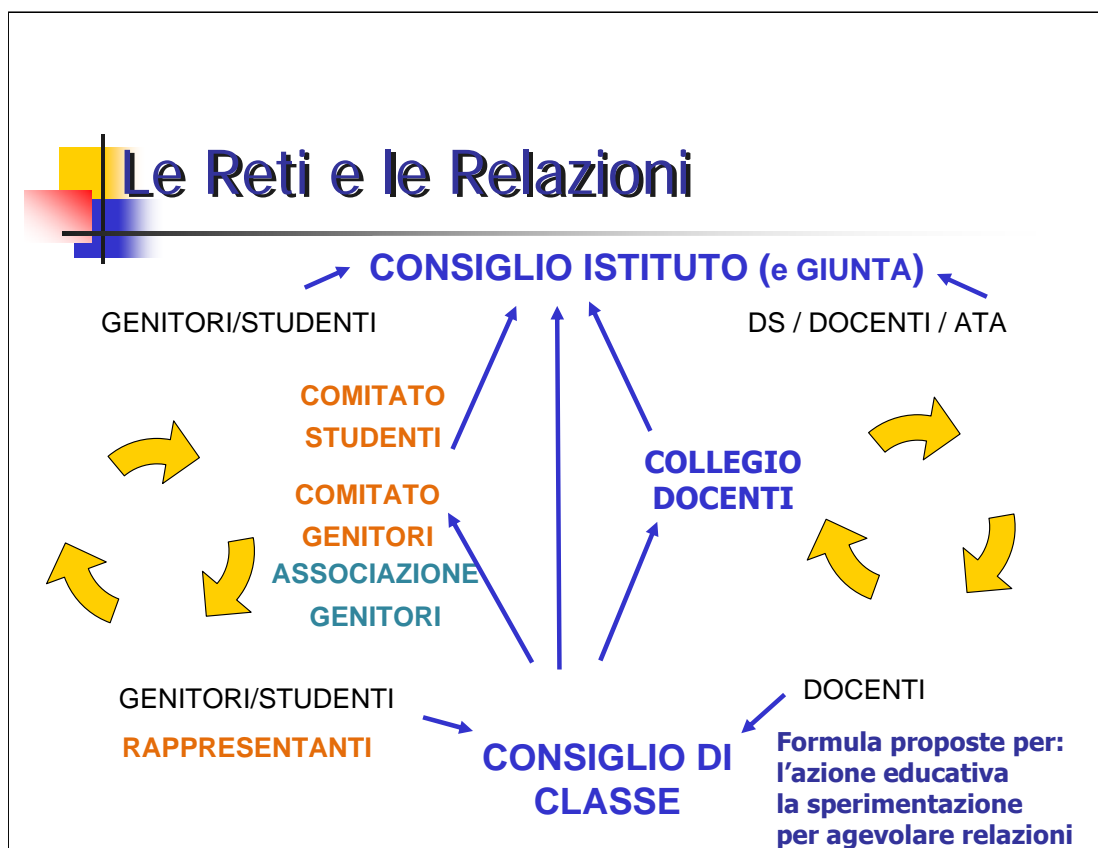 Le Reti e le Relazioni
CONSIGLIO ISTITUTO (e GIUNTA)
GENITORI/STUDENTI
DS / DOCENTI / ATA
COMITATO
STUDENTI
COMITATO
GENITORI
ASSOCIAZIONE
GENITORI
COLLEGIO
DOCENTI
GENITORI/STUDENTI
RAPPRESENTANTI
CONSIGLIO DI
CLASSE
DOCENTI
Formula proposte per:
l’azione educativa
la sperimentazione
per agevolare relazioni